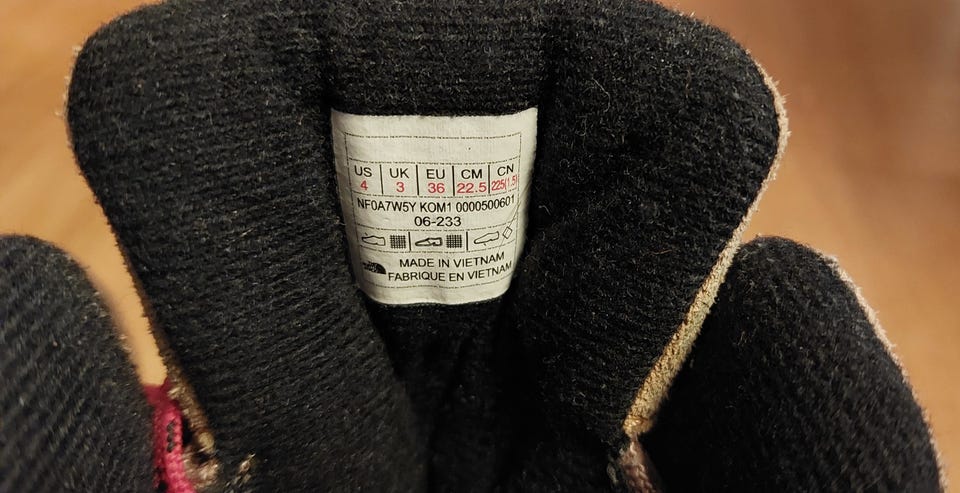 US UK EU CM CN
4 3 36 22.5 225(1.5)
NF0A7W5Y KOM1 0000500601
06-233
MADE IN VIETNAM
FABRIQUE EN VIETNAM